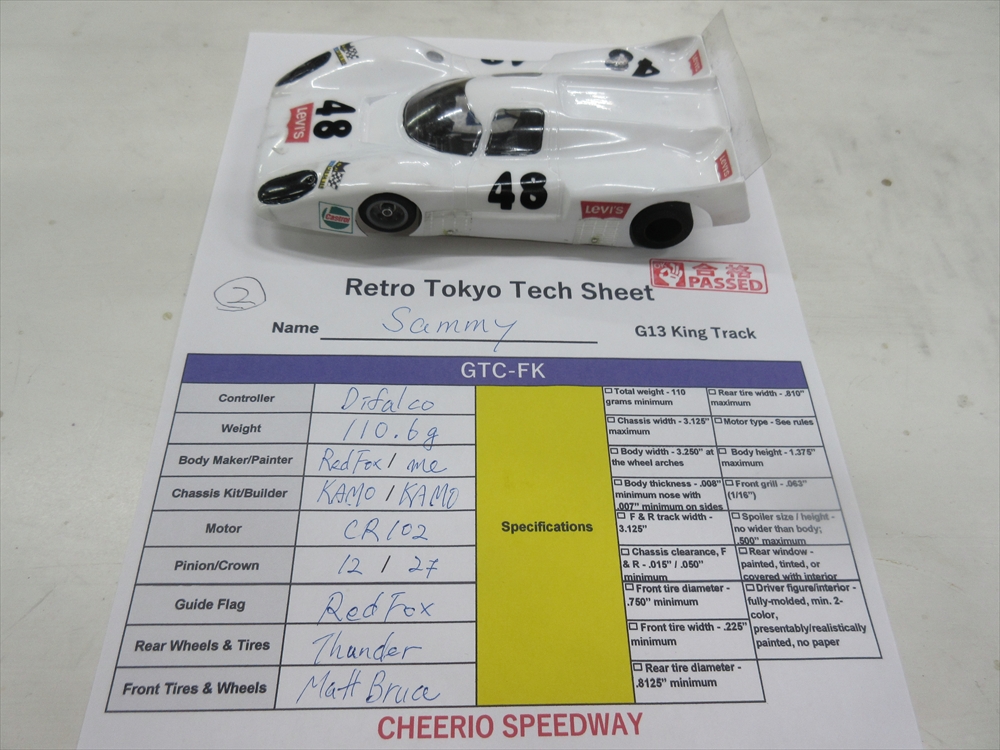 48
48
LEVI'S
48
LEVI'S
Castrol
合格
PASSED
2
Retro Tokyo Tech Sheet
Name Sammy
G13 King Track
GTC-FK
Controller Difalco
Weight 110.6g
Body Maker/Painter RedFox / me
Chassis Kit/Builder KAMO / KAMO
Motor CR102
Pinion/Crown 12 / 27
Guide Flag RedFox
Rear Wheels & Tires Thunder
Front Tires & Wheels Matt Bruce
Specifications
Total weight - 110
grams minimum
Rear tire width - .810"
maximum
Chassis width - 3.125"
maximum
Motor type - See rules
Body width - 3.250" at
the wheel arches
Body height - 1.375"
maximum
Body thickness - .008"
minimum nose with
.007" minimum on sides
Front grill - .063"
(1/16")
F & R track width -
3.125"
Spoiler size / height -
no wider than body;
.500" maximum
Chassis clearance, F
& R - .015" / .050"
minimum
Rear window -
painted, tinted, or
covered with interior
Front tire diameter -
.750" minimum
Driver figure/interior -
fully-molded, min. 2-
color,
presentably/realistically
painted, no paper
Front tire width - .225"
minimum
Rear tire diameter -
.8125" minimum
CHEERIO SPEEDWAY